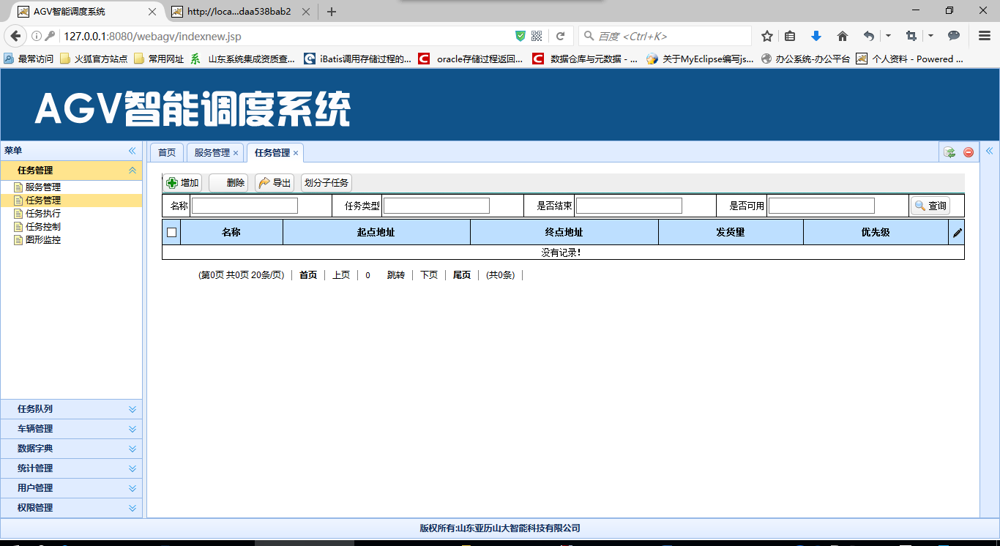 AGV智能调度系统
http://loca...daa538bab2
127.0.0.1:8080/webagv/indexnew.jsp
百度 <Ctrl+K>
最常访问 火狐官方站点 常用网址 山东系统集成资质查... iBatis调用存储过程的... oracle存储过程返回... 数据仓库与元数据 - ... 关于MyEclipse编写js... 办公系统-办公平台 个人资料 - Powered ...
AGV智能调度系统
菜单
任务管理
服务管理
任务管理
任务执行
任务控制
图形监控
任务队列
车辆管理
数据字典
统计管理
用户管理
权限管理
首页 服务管理 任务管理
增加 删除 导出 划分子任务
名称 任务类型 是否结束 是否可用 查询
名称 起点地址 终点地址 发货量 优先级
没有记录!
(第0页 共0页 20条/页) 首页 上页 0 跳转 下页 尾页 (共0条)
版权所有:山东亚历山大智能科技有限公司